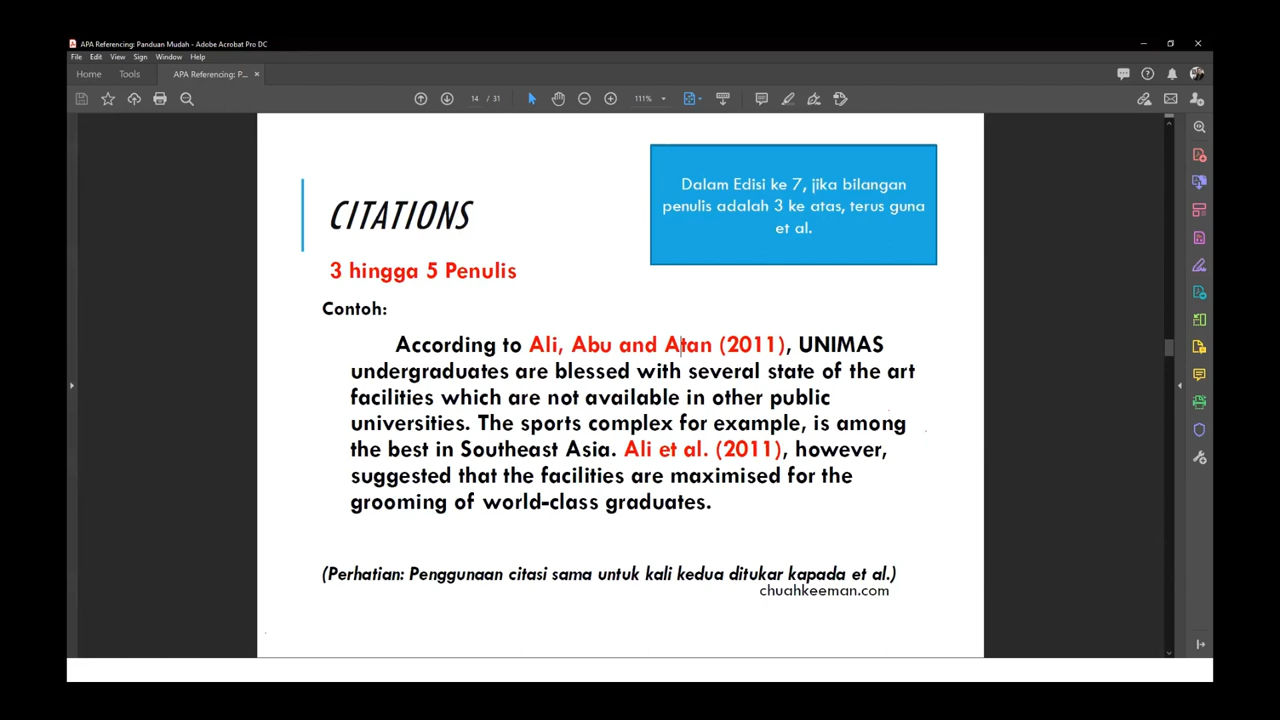 APA Referencing: Panduan Mudah - Adobe Acrobat Pro DC
File Edit View Sign Window Help
Home Tools APA Referencing: P... ×
14 / 31 111%
Dalam Edisi ke 7, jika bilangan
penulis adalah 3 ke atas, terus guna
et al.
CITATIONS
3 hingga 5 Penulis
Contoh:
According to Ali, Abu and Atan (2011), UNIMAS
undergraduates are blessed with several state of the art
facilities which are not available in other public
universities. The sports complex for example, is among
the best in Southeast Asia. Ali et al. (2011), however,
suggested that the facilities are maximised for the
grooming of world-class graduates.
(Perhatian: Penggunaan citasi sama untuk kali kedua ditukar kapada et al.)
chuahkeeman.com